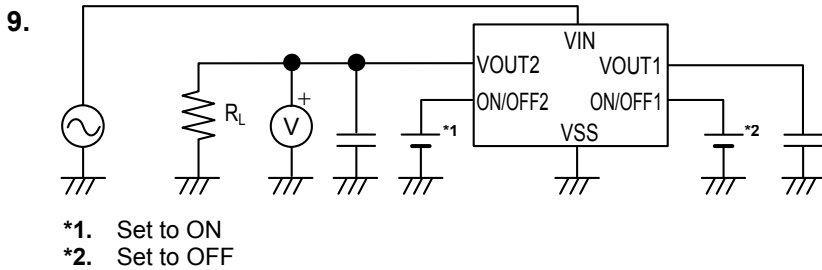 9.
VIN
VOUT2 VOUT1
ON/OFF2 ON/OFF1
VSS
RL
+
V
*1
*2
*1. Set to ON
*2. Set to OFF